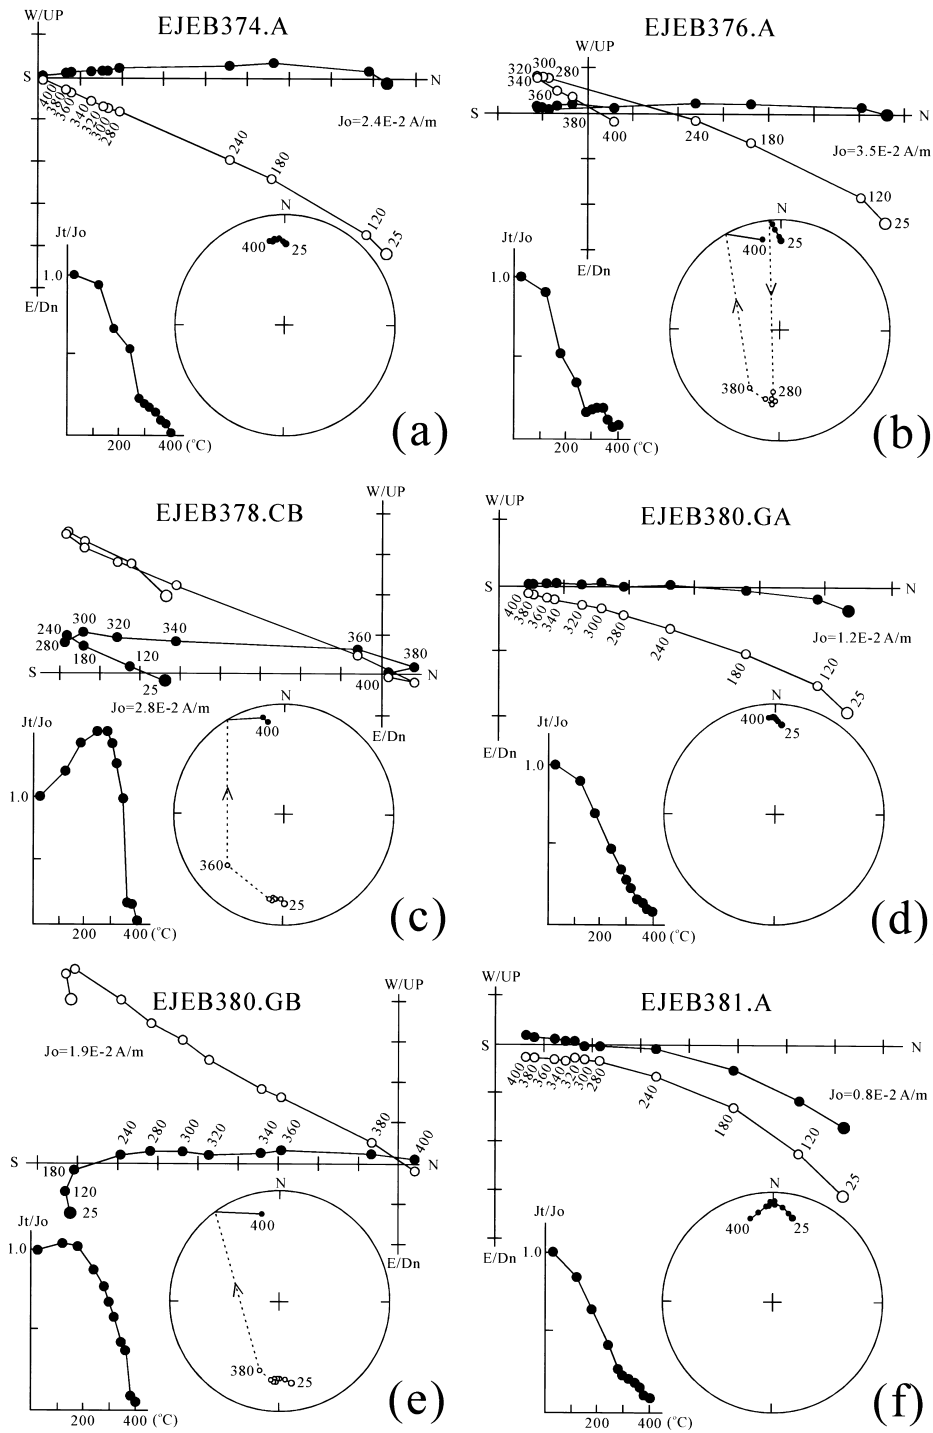 EJEB374.A
W/UP
S
N
400
380
360
340
320
300
280
240
180
120
25
Jo=2.4E-2 A/m
E/Dn
Jt/Jo
1.0
200
400 (°C)
N
400
25
(a)
EJEB376.A
W/UP
320
300
280
340
360
380
400
240
180
120
25
N
Jo=3.5E-2 A/m
E/Dn
Jt/Jo
1.0
200
400 (°C)
N
400
25
380
280
(b)
EJEB378.CB
W/UP
240
300
320
340
360
380
280
180
120
25
400
S
N
Jo=2.8E-2 A/m
E/Dn
Jt/Jo
1.0
200
400 (°C)
N
400
360
25
(c)
EJEB380.GA
W/UP
S
N
400
380
360
340
320
300
280
240
180
120
25
Jo=1.2E-2 A/m
E/Dn
Jt/Jo
1.0
200
400 (°C)
N
400
25
(d)
EJEB380.GB
W/UP
Jo=1.9E-2 A/m
240
280
300
320
340
360
380
400
S
N
180
120
25
E/Dn
Jt/Jo
1.0
200
400 (°C)
N
400
380
25
(e)
EJEB381.A
W/UP
S
N
400
380
360
340
320
300
280
240
180
120
25
Jo=0.8E-2 A/m
E/Dn
Jt/Jo
1.0
200
400 (°C)
N
400
25
(f)